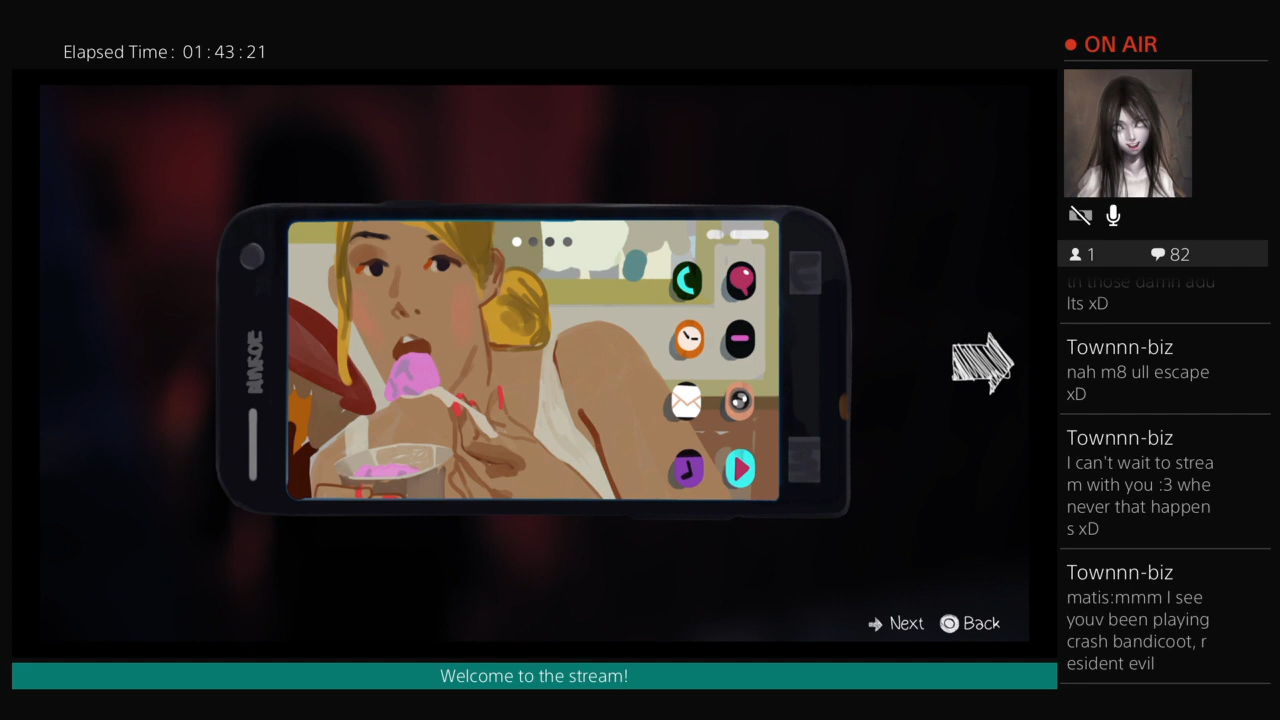 Elapsed Time: 01:43:21
ON AIR
1 82
lts xD
Townnn-biz
nah m8 ull escape
xD
Townnn-biz
I can't wait to strea
m with you :3 whe
never that happen
s xD
Townnn-biz
matis:mmm I see
youv been playing
crash bandicoot, r
esident evil
Next Back
Welcome to the stream!